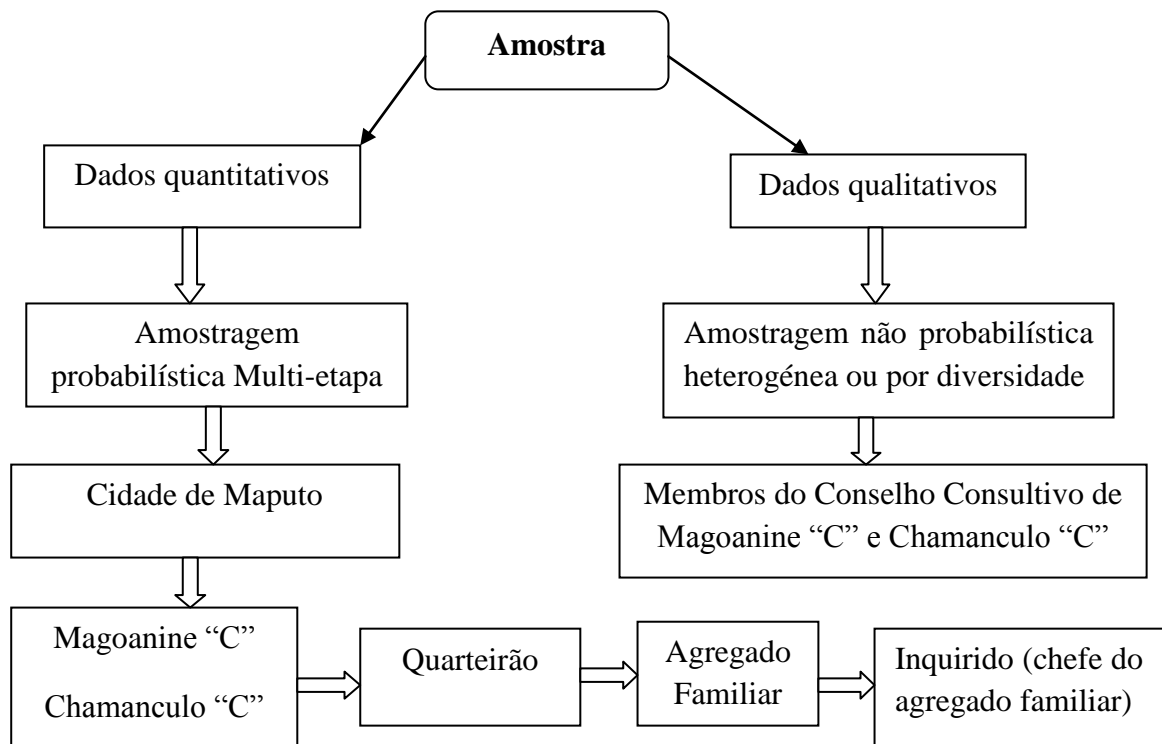 Amostra
Dados quantitativos
Dados qualitativos
Amostragem
probabilística Multi-etapa
Amostragem não probabilística
heterogénea ou por diversidade
Cidade de Maputo
Membros do Conselho Consultivo de
Magoanine “C” e Chamanculo “C”
Magoanine “C”
Chamanculo “C”
Quarteirão
Agregado
Familiar
Inquirido (chefe do
agregado familiar)